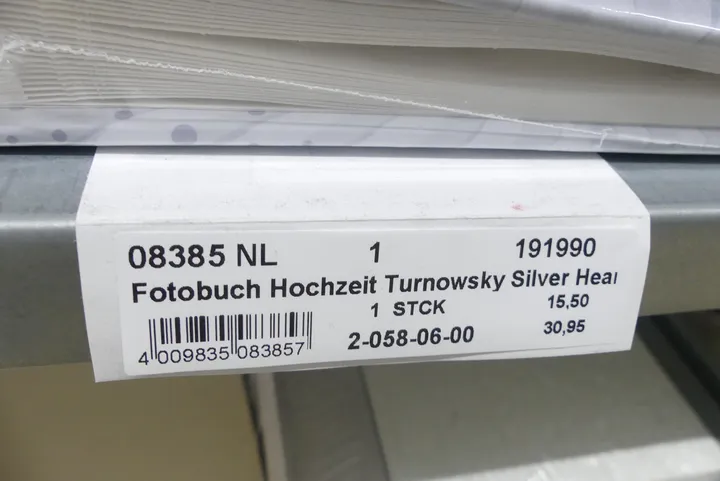 08385 NL 1 191990
Fotobuch Hochzeit Turnowsky Silver Hear
1 STCK 15,50
2-058-06-00 30,95
4 009835 083857